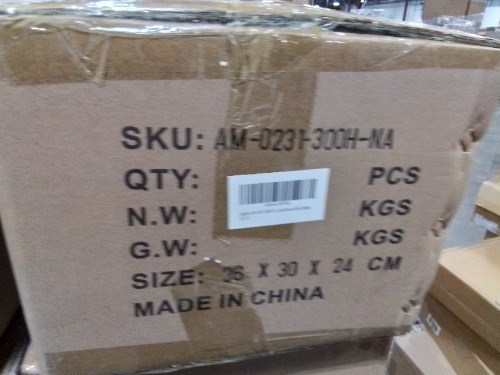 SKU: AM-0231-300H-NA
QTY: PCS
N.W: KGS
G.W: KGS
SIZE: 36 X 30 X 24 CM
MADE IN CHINA